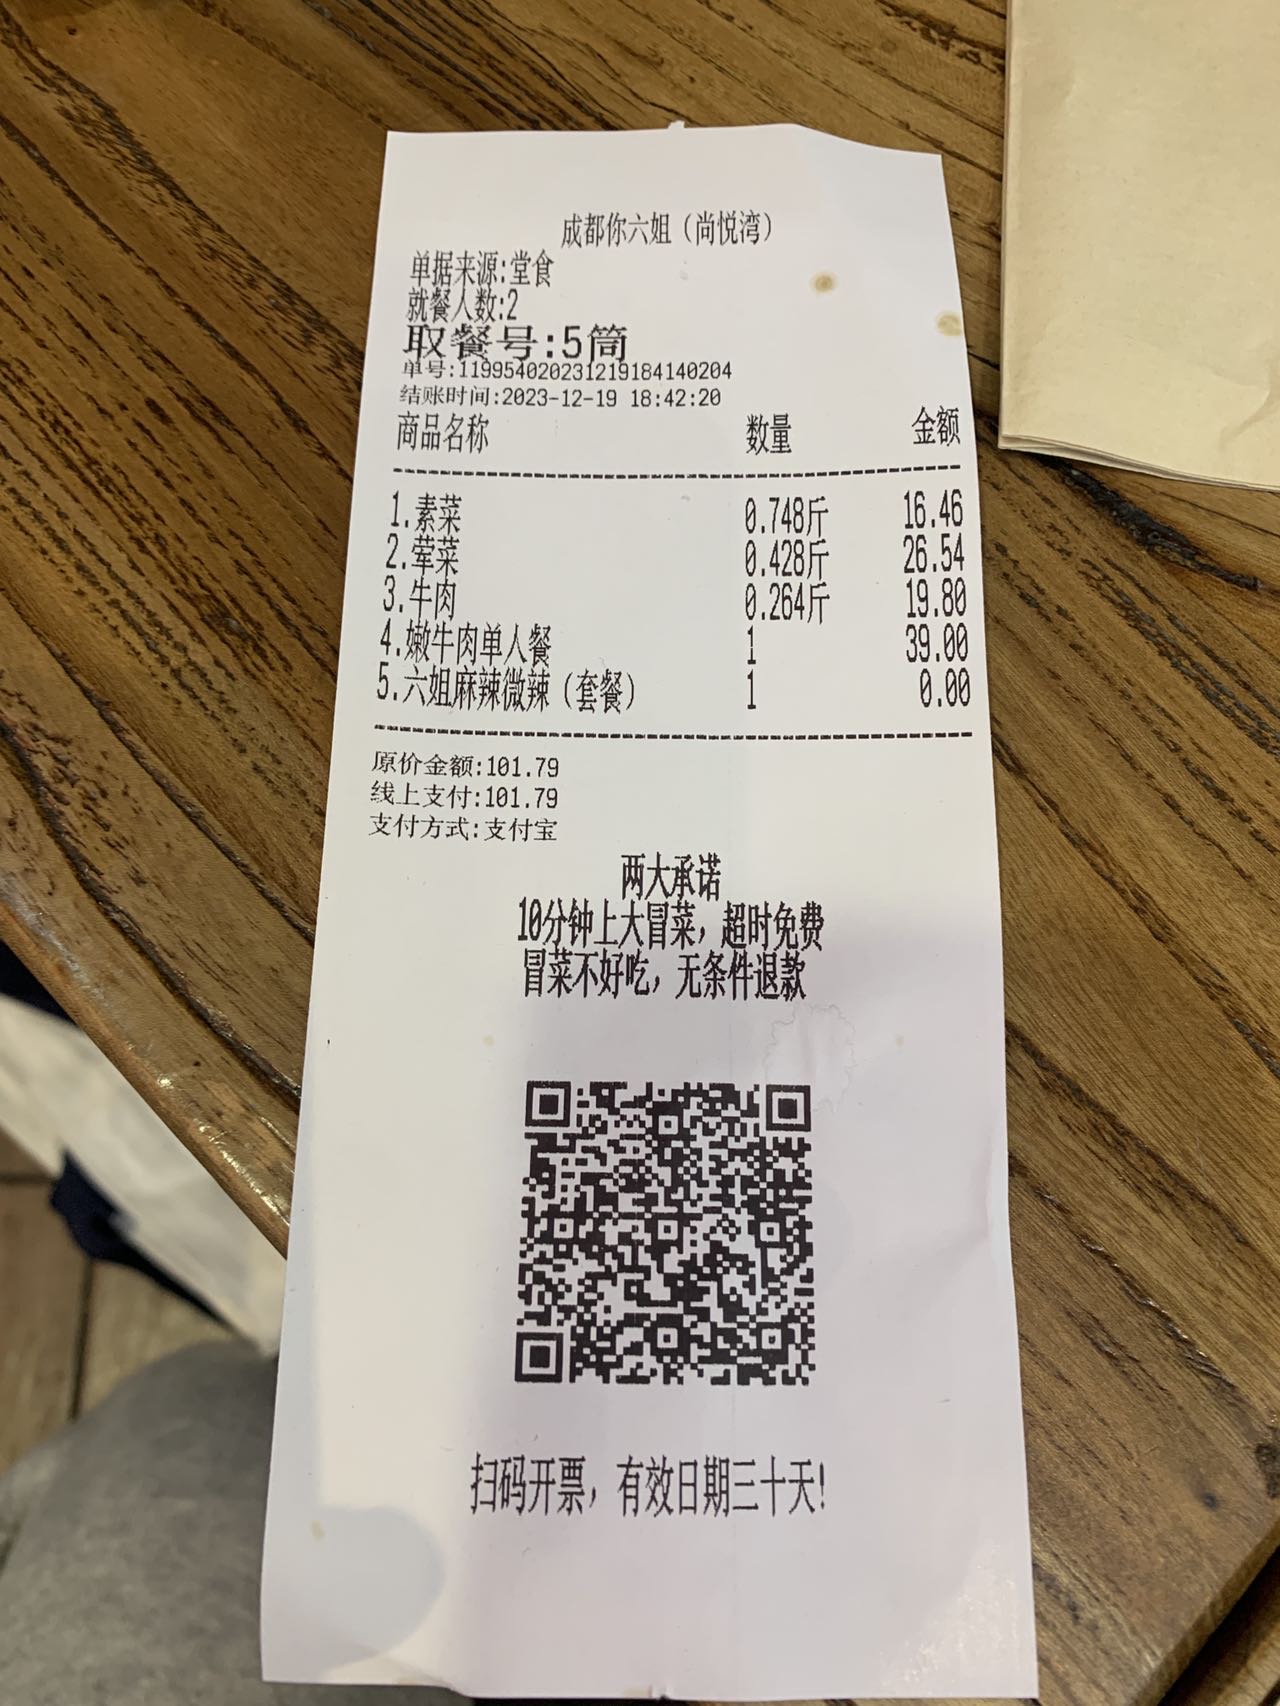 成都你六姐（尚悦湾）
单据来源:堂食
就餐人数:2
取餐号:5筒
单号:11995402023121918414020​4
结账时间:2023-12-19 18:42:20
商品名称 数量 金额
1.素菜 0.748斤 16.46
2.荤菜 0.428斤 26.54
3.牛肉 0.264斤 19.80
4.嫩牛肉单人餐 1 39.00
5.六姐麻辣微辣（套餐） 1 0.00
原价金额:101.79
线上支付:101.79
支付方式:支付宝
两大承诺
10分钟上大冒菜，超时免费
冒菜不好吃，无条件退款
扫码开票，有效日期三十天!